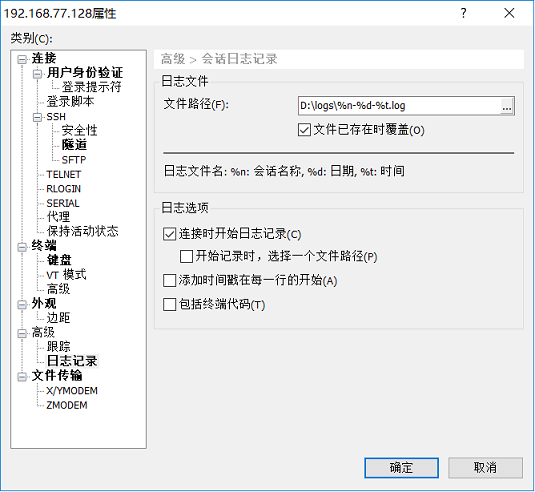 192.168.77.128属性
类别(C):
连接
用户身份验证
登录提示符
登录脚本
SSH
安全性
隧道
SFTP
TELNET
RLOGIN
SERIAL
代理
保持活动状态
终端
键盘
VT 模式
高级
外观
边距
高级
跟踪
日志记录
文件传输
X/YMODEM
ZMODEM
高级 > 会话日志记录
日志文件
文件路径(F):
D:\logs\%n-%d-%t.log
...
文件已存在时覆盖(O)
日志文件名: %n: 会话名称, %d: 日期, %t: 时间
日志选项
连接时开始日志记录(C)
开始记录时，选择一个文件路径(P)
添加时间戳在每一行的开始(A)
包括终端代码(T)
确定
取消